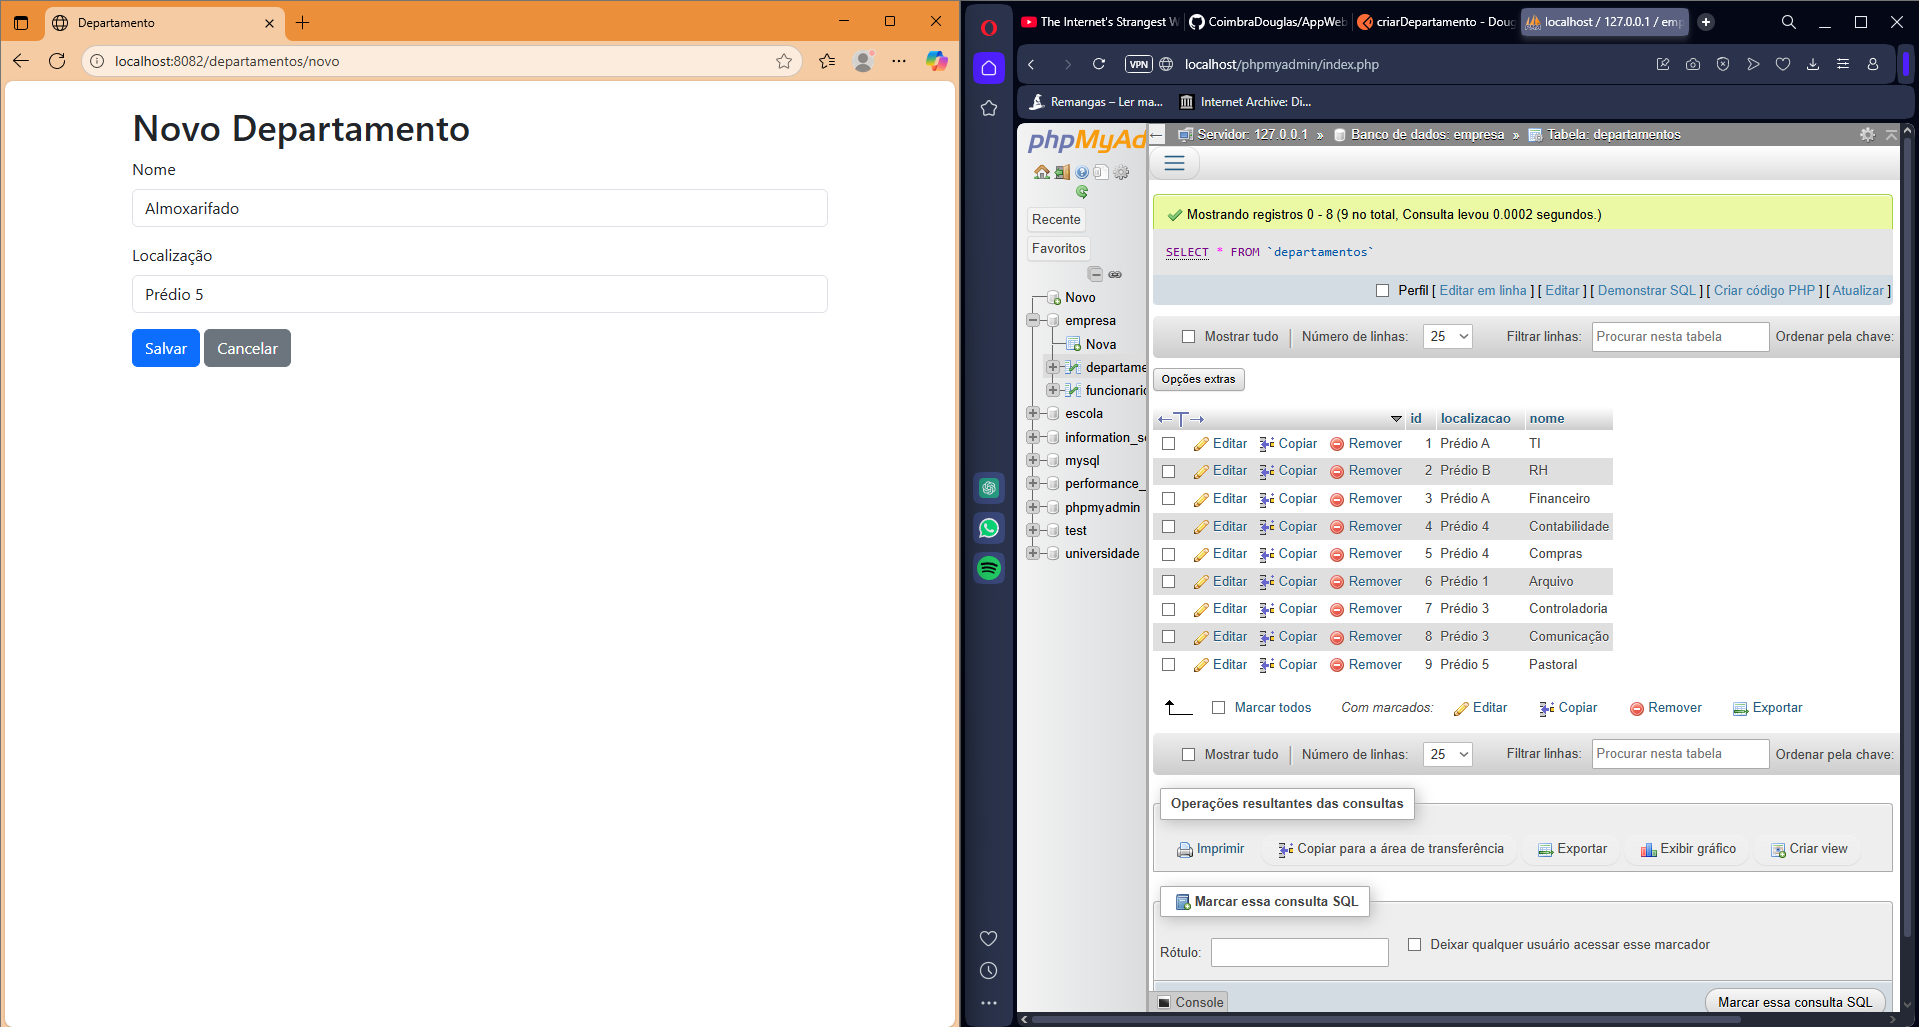 Departamento
localhost:8082/departamentos/novo
Novo Departamento
Nome
Almoxarifado
Localização
Prédio 5
Salvar Cancelar
The Internet's Strangest W
CoimbraDouglas/AppWeb
criarDepartamento - Doug
localhost / 127.0.0.1 / emp
VPN localhost/phpmyadmin/index.php
Remangas – Ler ma... Internet Archive: Di...
phpMyAd
Recente
Favoritos
Novo
empresa
Nova
departame
funcionario
escola
information_s
mysql
performance_
phpmyadmin
test
universidade
Servidor: 127.0.0.1 » Banco de dados: empresa » Tabela: departamentos
Mostrando registros 0 - 8 (9 no total, Consulta levou 0.0002 segundos.)
SELECT * FROM `departamentos`
Perfil [ Editar em linha ] [ Editar ] [ Demonstrar SQL ] [ Criar código PHP ] [ Atualizar ]
Mostrar tudo Número de linhas: 25 Filtrar linhas: Procurar nesta tabela Ordenar pela chave:
Opções extras
id localizacao nome
Editar Copiar Remover 1 Prédio A TI
Editar Copiar Remover 2 Prédio B RH
Editar Copiar Remover 3 Prédio A Financeiro
Editar Copiar Remover 4 Prédio 4 Contabilidade
Editar Copiar Remover 5 Prédio 4 Compras
Editar Copiar Remover 6 Prédio 1 Arquivo
Editar Copiar Remover 7 Prédio 3 Controladoria
Editar Copiar Remover 8 Prédio 3 Comunicação
Editar Copiar Remover 9 Prédio 5 Pastoral
Marcar todos Com marcados: Editar Copiar Remover Exportar
Mostrar tudo Número de linhas: 25 Filtrar linhas: Procurar nesta tabela Ordenar pela chave:
Operações resultantes das consultas
Imprimir Copiar para a área de transferência Exportar Exibir gráfico Criar view
Marcar essa consulta SQL
Rótulo: Deixar qualquer usuário acessar esse marcador
Console Marcar essa consulta SQL